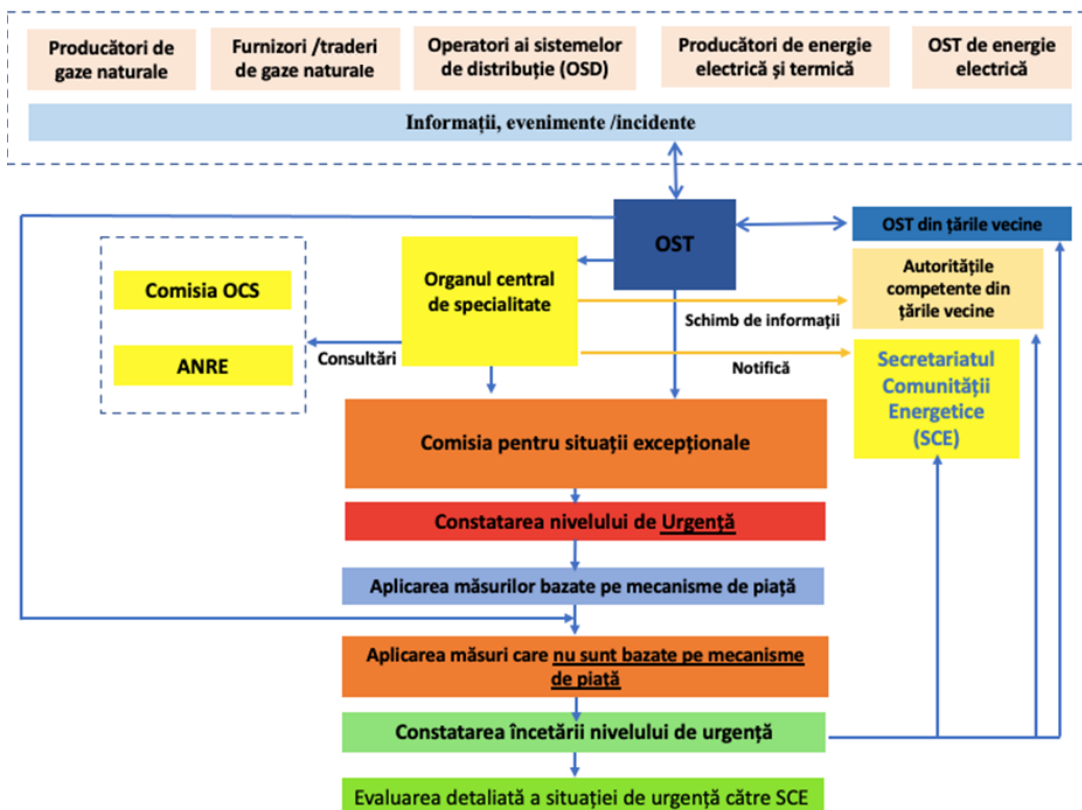 Producători de
gaze naturale
Furnizori /traderi
de gaze naturale
Operatori ai sistemelor
de distribuție (OSD)
Producători de energie
electrică și termică
OST de energie
electrică
Informații, evenimente /incidente
OST
OST din țările vecine
Organul central
de specialitate
Autoritățile
competente din
țările vecine
Comisia OCS
ANRE
Schimb de informații
Consultări
Notifică
Secretariatul
Comunității
Energetice
(SCE)
Comisia pentru situații excepționale
Constatarea nivelului de Urgență
Aplicarea măsurilor bazate pe mecanisme de piață
Aplicarea măsuri care nu sunt bazate pe mecanisme
de piață
Constatarea încetării nivelului de urgență
Evaluarea detaliată a situației de urgență către SCE